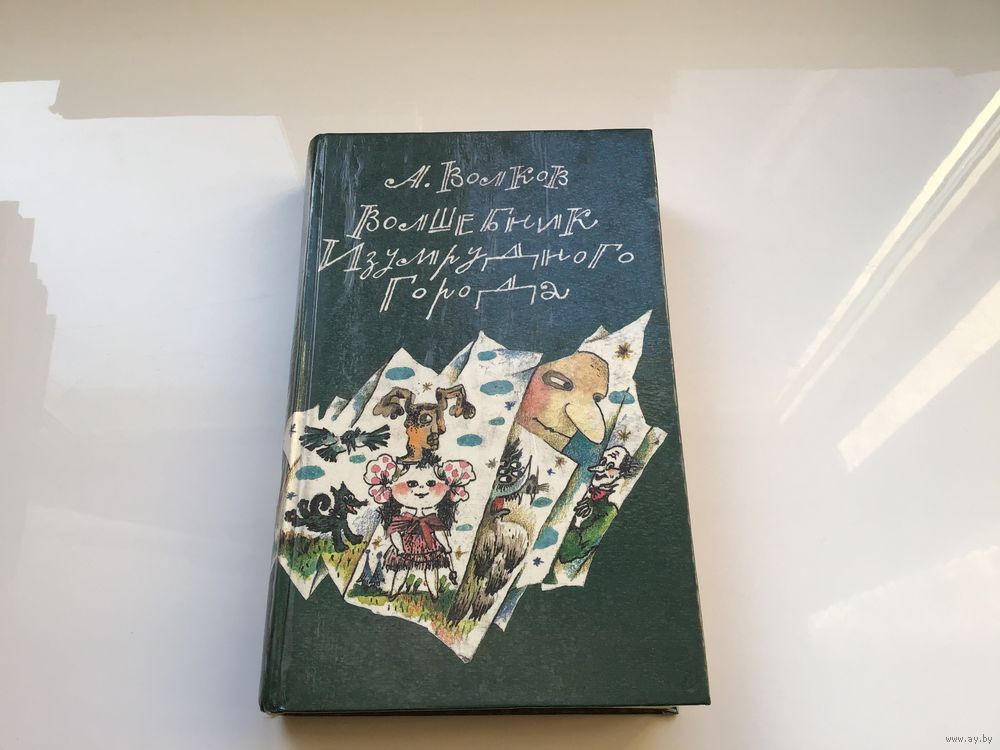 А. Волков
Волшебник
Изумрудного
Города
www.ay.by